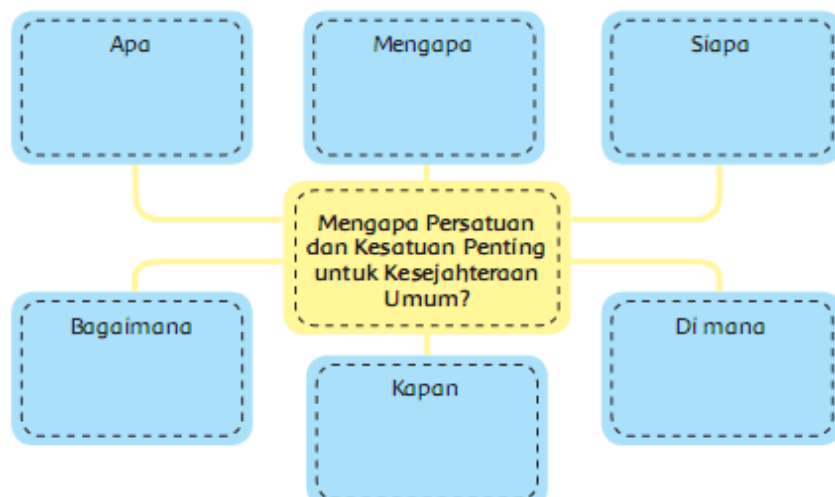 Apa
Mengapa
Siapa
Mengapa Persatuan
dan Kesatuan Penting
untuk Kesejahteraan
Umum?
Bagaimana
Kapan
Di mana